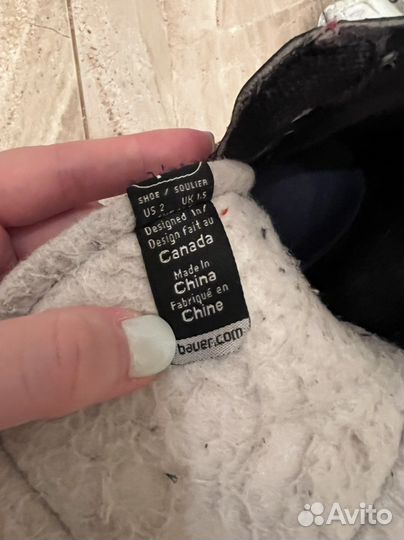 SHOE / SOULIER
US 2 UK 1.5
Designed In/
Design fait au
Canada
Made In
China
Fabriqué en
Chine
bauer.com
Avito